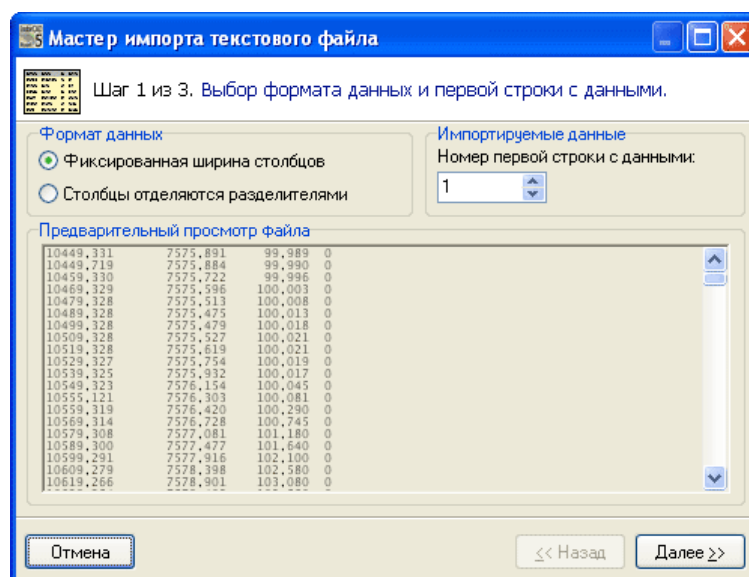 Мастер импорта текстового файла
Шаг 1 из 3. Выбор формата данных и первой строки с данными.
Формат данных
Фиксированная ширина столбцов
Столбцы отделяются разделителями
Импортируемые данные
Номер первой строки с данными:
1
Предварительный просмотр файла
10449,331 7575,891 99,989 0
10449,719 7575,884 99,990 0
10459,330 7575,722 99,996 0
10469,329 7575,596 100,003 0
10479,328 7575,513 100,008 0
10489,328 7575,475 100,013 0
10499,328 7575,479 100,018 0
10509,328 7575,527 100,021 0
10519,328 7575,619 100,021 0
10529,327 7575,754 100,019 0
10539,325 7575,932 100,017 0
10549,323 7576,154 100,045 0
10555,121 7576,303 100,081 0
10559,319 7576,420 100,290 0
10569,314 7576,728 100,745 0
10579,308 7577,081 101,180 0
10589,300 7577,477 101,640 0
10599,291 7577,916 102,100 0
10609,279 7578,398 102,580 0
10619,266 7578,901 103,080 0
Отмена
<< Назад
Далее >>